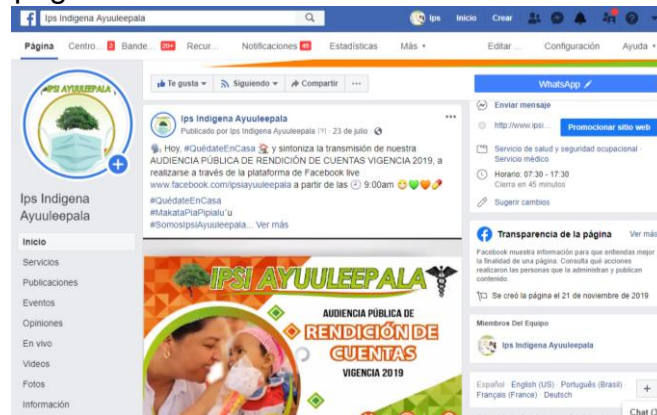 Ips Indigena Ayuuleepala
Ips Inicio Crear
Página Centro... 2 Bande... 20+ Recur... Notificaciones 48 Estadísticas Más Editar ... Configuración Ayuda
IPSI AYUULEEPALA
Ips Indigena
Ayuuleepala
Inicio
Servicios
Publicaciones
Eventos
Opiniones
En vivo
Videos
Fotos
Información
Te gusta Siguiendo Compartir ...
Ips Indigena Ayuuleepala
Publicado por Ips Indigena Ayuuleepala [?] · 23 de julio ·
Hoy, #QuédateEnCasa y sintoniza la transmisión de nuestra
AUDIENCIA PÚBLICA DE RENDICIÓN DE CUENTAS VIGENCIA 2019, a
realizarse a través de la plataforma de Facebook live
www.facebook.com/ipsiayuuleepala a partir de las 9:00am
#QuédateEnCasa
#MakataPiaPipialu´u
#SomosIpsiAyuuleepala... Ver más
IPSI AYUULEEPALA
AUDIENCIA PÚBLICA DE
RENDICIÓN DE
CUENTAS
VIGENCIA 2019
WhatsApp
Enviar mensaje
http://www.ipsi... Promocionar sitio web
Servicio de salud y seguridad ocupacional ·
Servicio médico
Horario: 07:30 - 17:30
Cierra en 45 minutos
Sugerir cambios
Transparencia de la página Ver más
Facebook muestra información para que entiendas mejor
la finalidad de una página. Consulta qué acciones
realizaron las personas que la administran y publican
contenido.
Se creó la página el 21 de noviembre de 2019
Miembros Del Equipo
Ips Indigena Ayuuleepala
Español · English (US) · Português (Brasil) ·
Français (France) · Deutsch
+